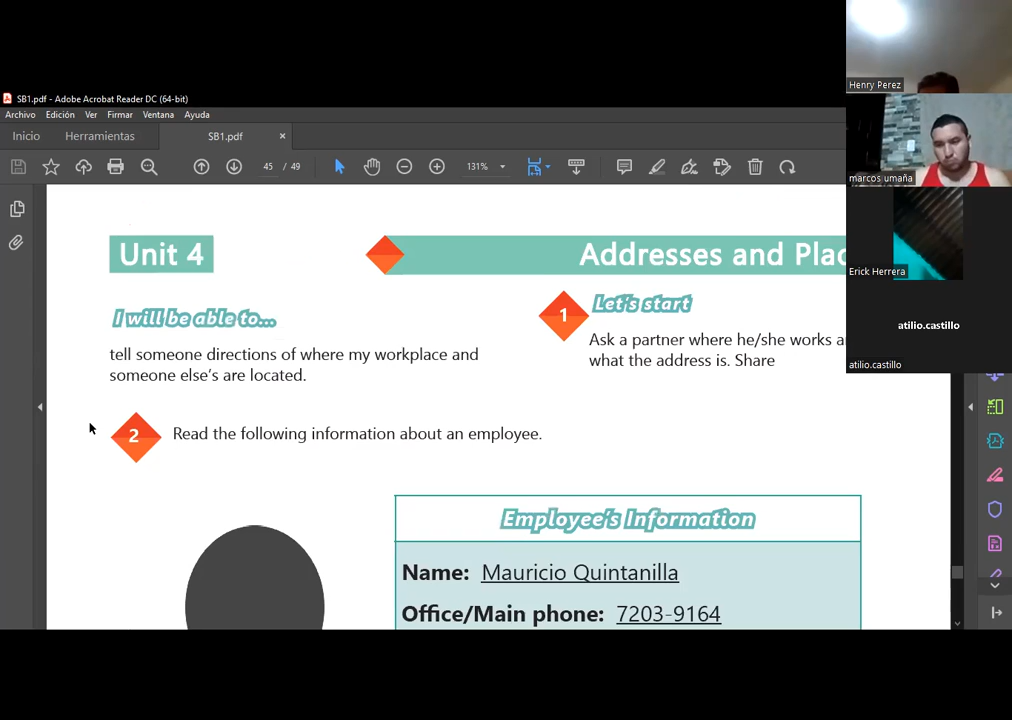 SB1.pdf - Adobe Acrobat Reader DC (64-bit)
Archivo Edición Ver Firmar Ventana Ayuda
Inicio Herramientas SB1.pdf ×
45 / 49 131%
Unit 4
Addresses and Plac
I will be able to...
tell someone directions of where my workplace and
someone else's are located.
1 Let's start
Ask a partner where he/she works a
what the address is. Share
2 Read the following information about an employee.
Employee's Information
Name: Mauricio Quintanilla
Office/Main phone: 7203-9164
Henry Perez
marcos umaña
Erick Herrera
atilio.castillo
atilio.castillo